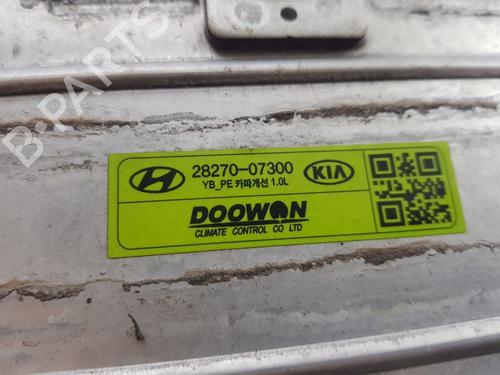 B-PARTS
28270-07300
KIA
YB_PE 카파개선 1.0L
DOOWON
CLIMATE CONTROL CO LTD